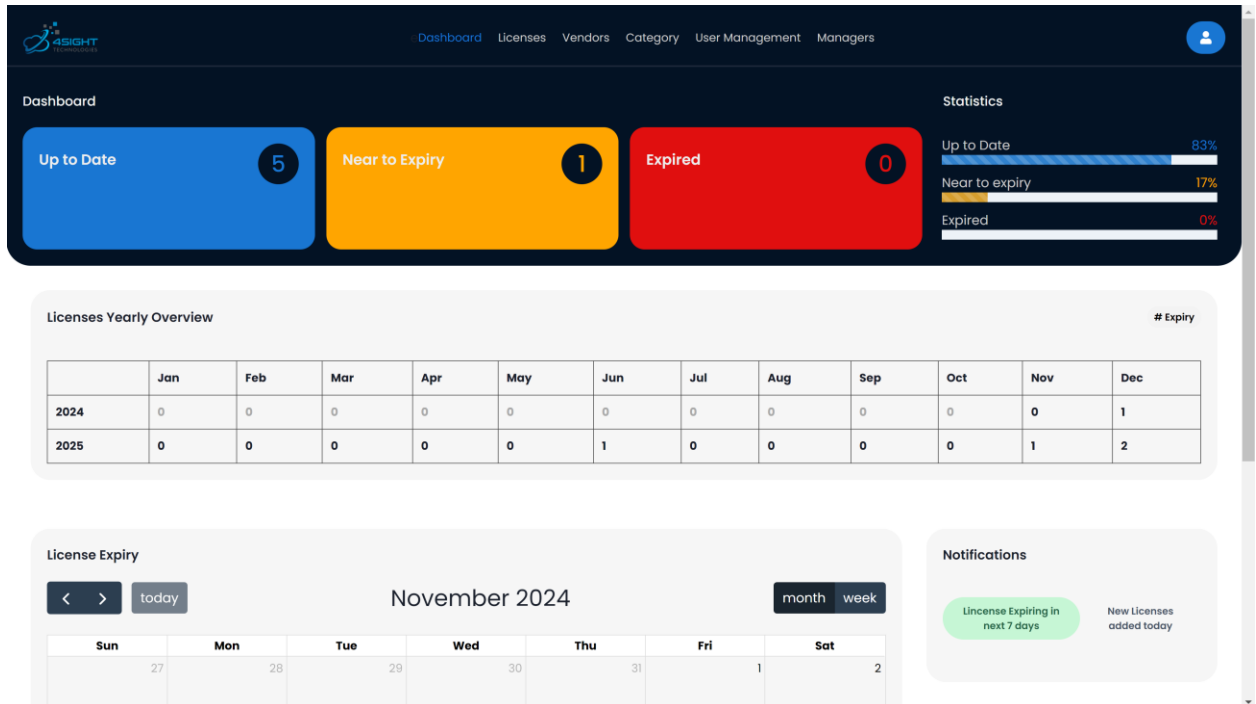 4SIGHT
TECHNOLOGIES
Dashboard Licenses Vendors Category User Management Managers
Dashboard
Up to Date 5
Near to Expiry 1
Expired 0
Statistics
Up to Date 83%
Near to expiry 17%
Expired 0%
Licenses Yearly Overview # Expiry
Jan Feb Mar Apr May Jun Jul Aug Sep Oct Nov Dec
2024 0 0 0 0 0 0 0 0 0 0 0 1
2025 0 0 0 0 0 1 0 0 0 0 1 2
License Expiry
< > today November 2024 month week
Sun Mon Tue Wed Thu Fri Sat
27 28 29 30 31 1 2
Notifications
Lincense Expiring in
next 7 days
New Licenses
added today